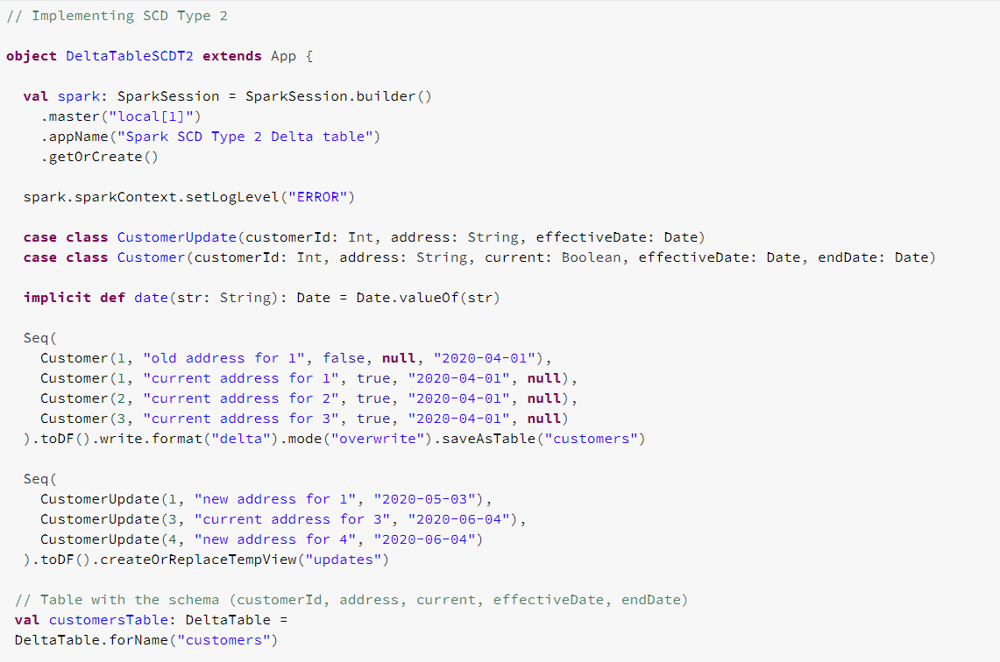 // Implementing SCD Type 2
object DeltaTableSCDT2 extends App {
val spark: SparkSession = SparkSession.builder()
.master("local[1]")
.appName("Spark SCD Type 2 Delta table")
.getOrCreate()
spark.sparkContext.setLogLevel("ERROR")
case class CustomerUpdate(customerId: Int, address: String, effectiveDate: Date)
case class Customer(customerId: Int, address: String, current: Boolean, effectiveDate: Date, endDate: Date)
implicit def date(str: String): Date = Date.valueOf(str)
Seq(
Customer(1, "old address for 1", false, null, "2020-04-01"),
Customer(1, "current address for 1", true, "2020-04-01", null),
Customer(2, "current address for 2", true, "2020-04-01", null),
Customer(3, "current address for 3", true, "2020-04-01", null)
).toDF().write.format("delta").mode("overwrite").saveAsTable("customers")
Seq(
CustomerUpdate(1, "new address for 1", "2020-05-03"),
CustomerUpdate(3, "current address for 3", "2020-06-04"),
CustomerUpdate(4, "new address for 4", "2020-06-04")
).toDF().createOrReplaceTempView("updates")
// Table with the schema (customerId, address, current, effectiveDate, endDate)
val customersTable: DeltaTable =
DeltaTable.forName("customers")